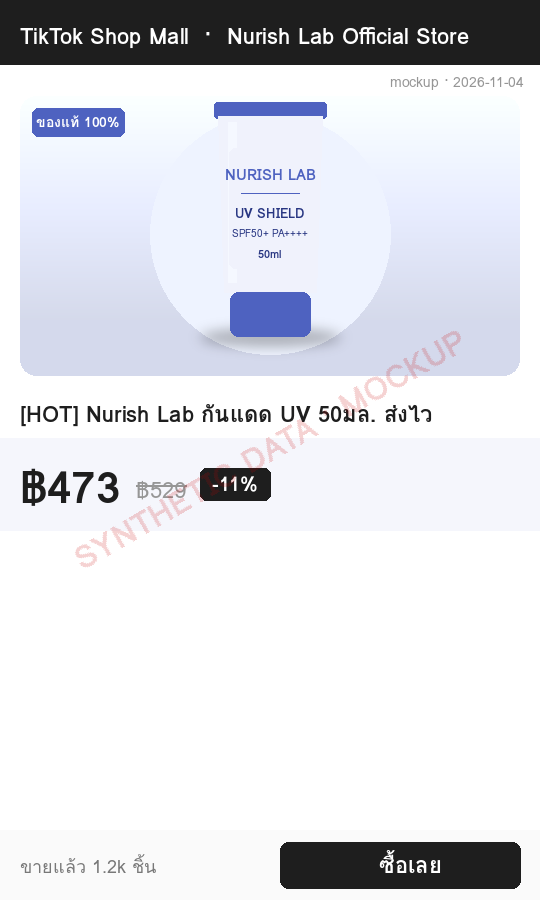 TikTok Shop Mall · Nurish Lab Official Store
mockup · 2026-11-04
ของแท้ 100%
NURISH LAB
UV SHIELD
SPF50+ PA++++
50ml
[HOT] Nurish Lab กันแดด UV 50มล. ส่งไว
฿473 ฿529 -11%
SYNTHETIC DATA · MOCKUP
ขายแล้ว 1.2k ชิ้น
ซื้อเลย